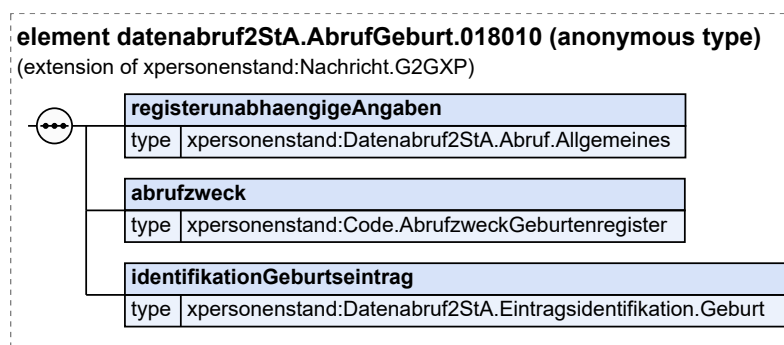 element datenabruf2StA.AbrufGeburt.018010 (anonymous type)
(extension of xpersonenstand:Nachricht.G2GXP)
registerunabhaengigeAngaben
type xpersonenstand:Datenabruf2StA.Abruf.Allgemeines
abrufzweck
type xpersonenstand:Code.AbrufzweckGeburtenregister
identifikationGeburtseintrag
type xpersonenstand:Datenabruf2StA.Eintragsidentifikation.Geburt